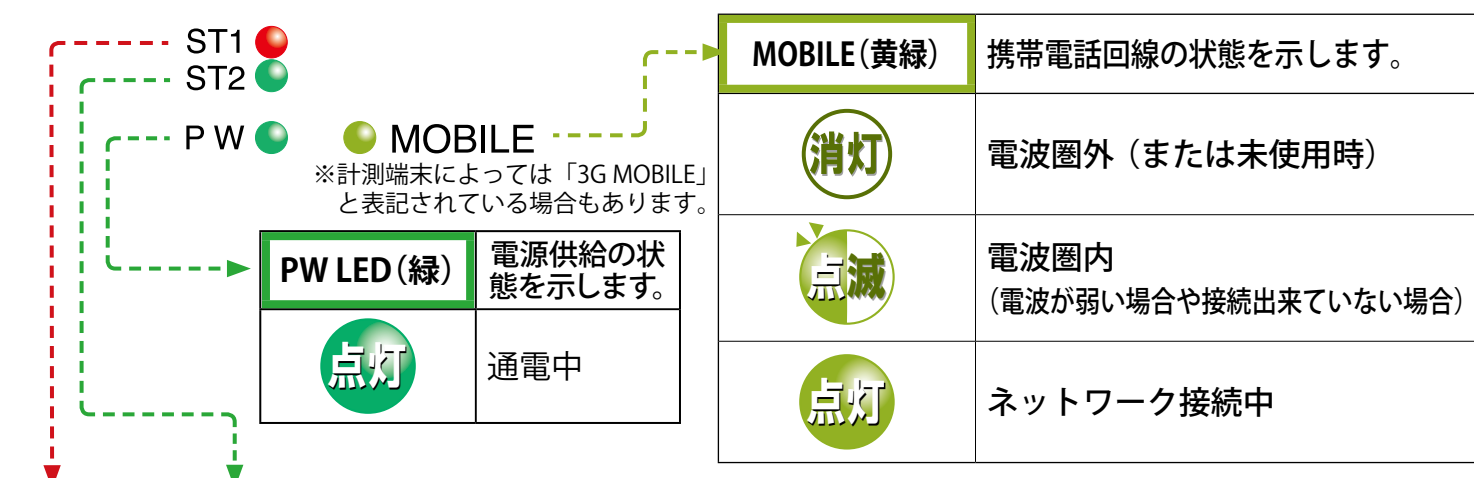 ST1
ST2
P W
MOBILE
※計測端末によっては「3G MOBILE」
と表記されている場合もあります。
PW LED（緑）
電源供給の状
態を示します。
点灯
通電中
MOBILE（黄緑）
携帯電話回線の状態を示します。
消灯
電波圏外（または未使用時）
点滅
電波圏内
（電波が弱い場合や接続出来ていない場合）
点灯
ネットワーク接続中